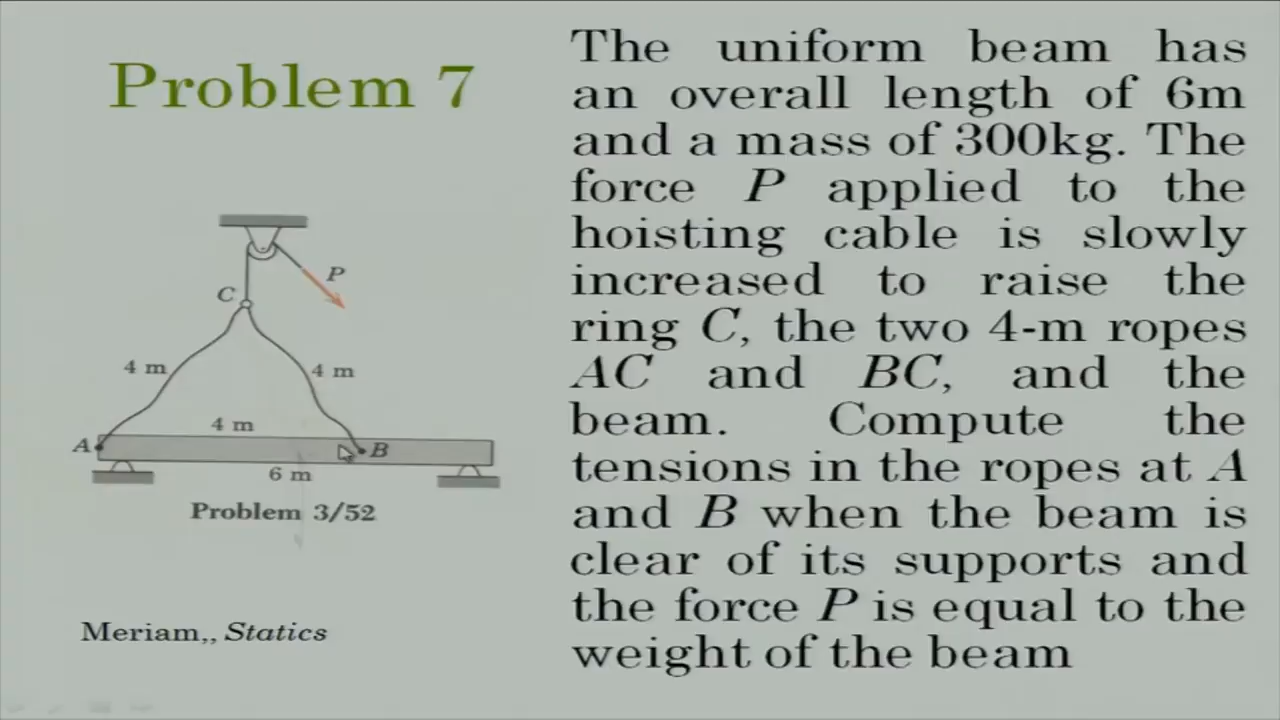 Problem 7
P
C
4 m
4 m
4 m
A
B
6 m
Problem 3/52
Meriam,, Statics
The uniform beam has
an overall length of 6m
and a mass of 300kg. The
force P applied to the
hoisting cable is slowly
increased to raise the
ring C, the two 4-m ropes
AC and BC, and the
beam. Compute the
tensions in the ropes at A
and B when the beam is
clear of its supports and
the force P is equal to the
weight of the beam